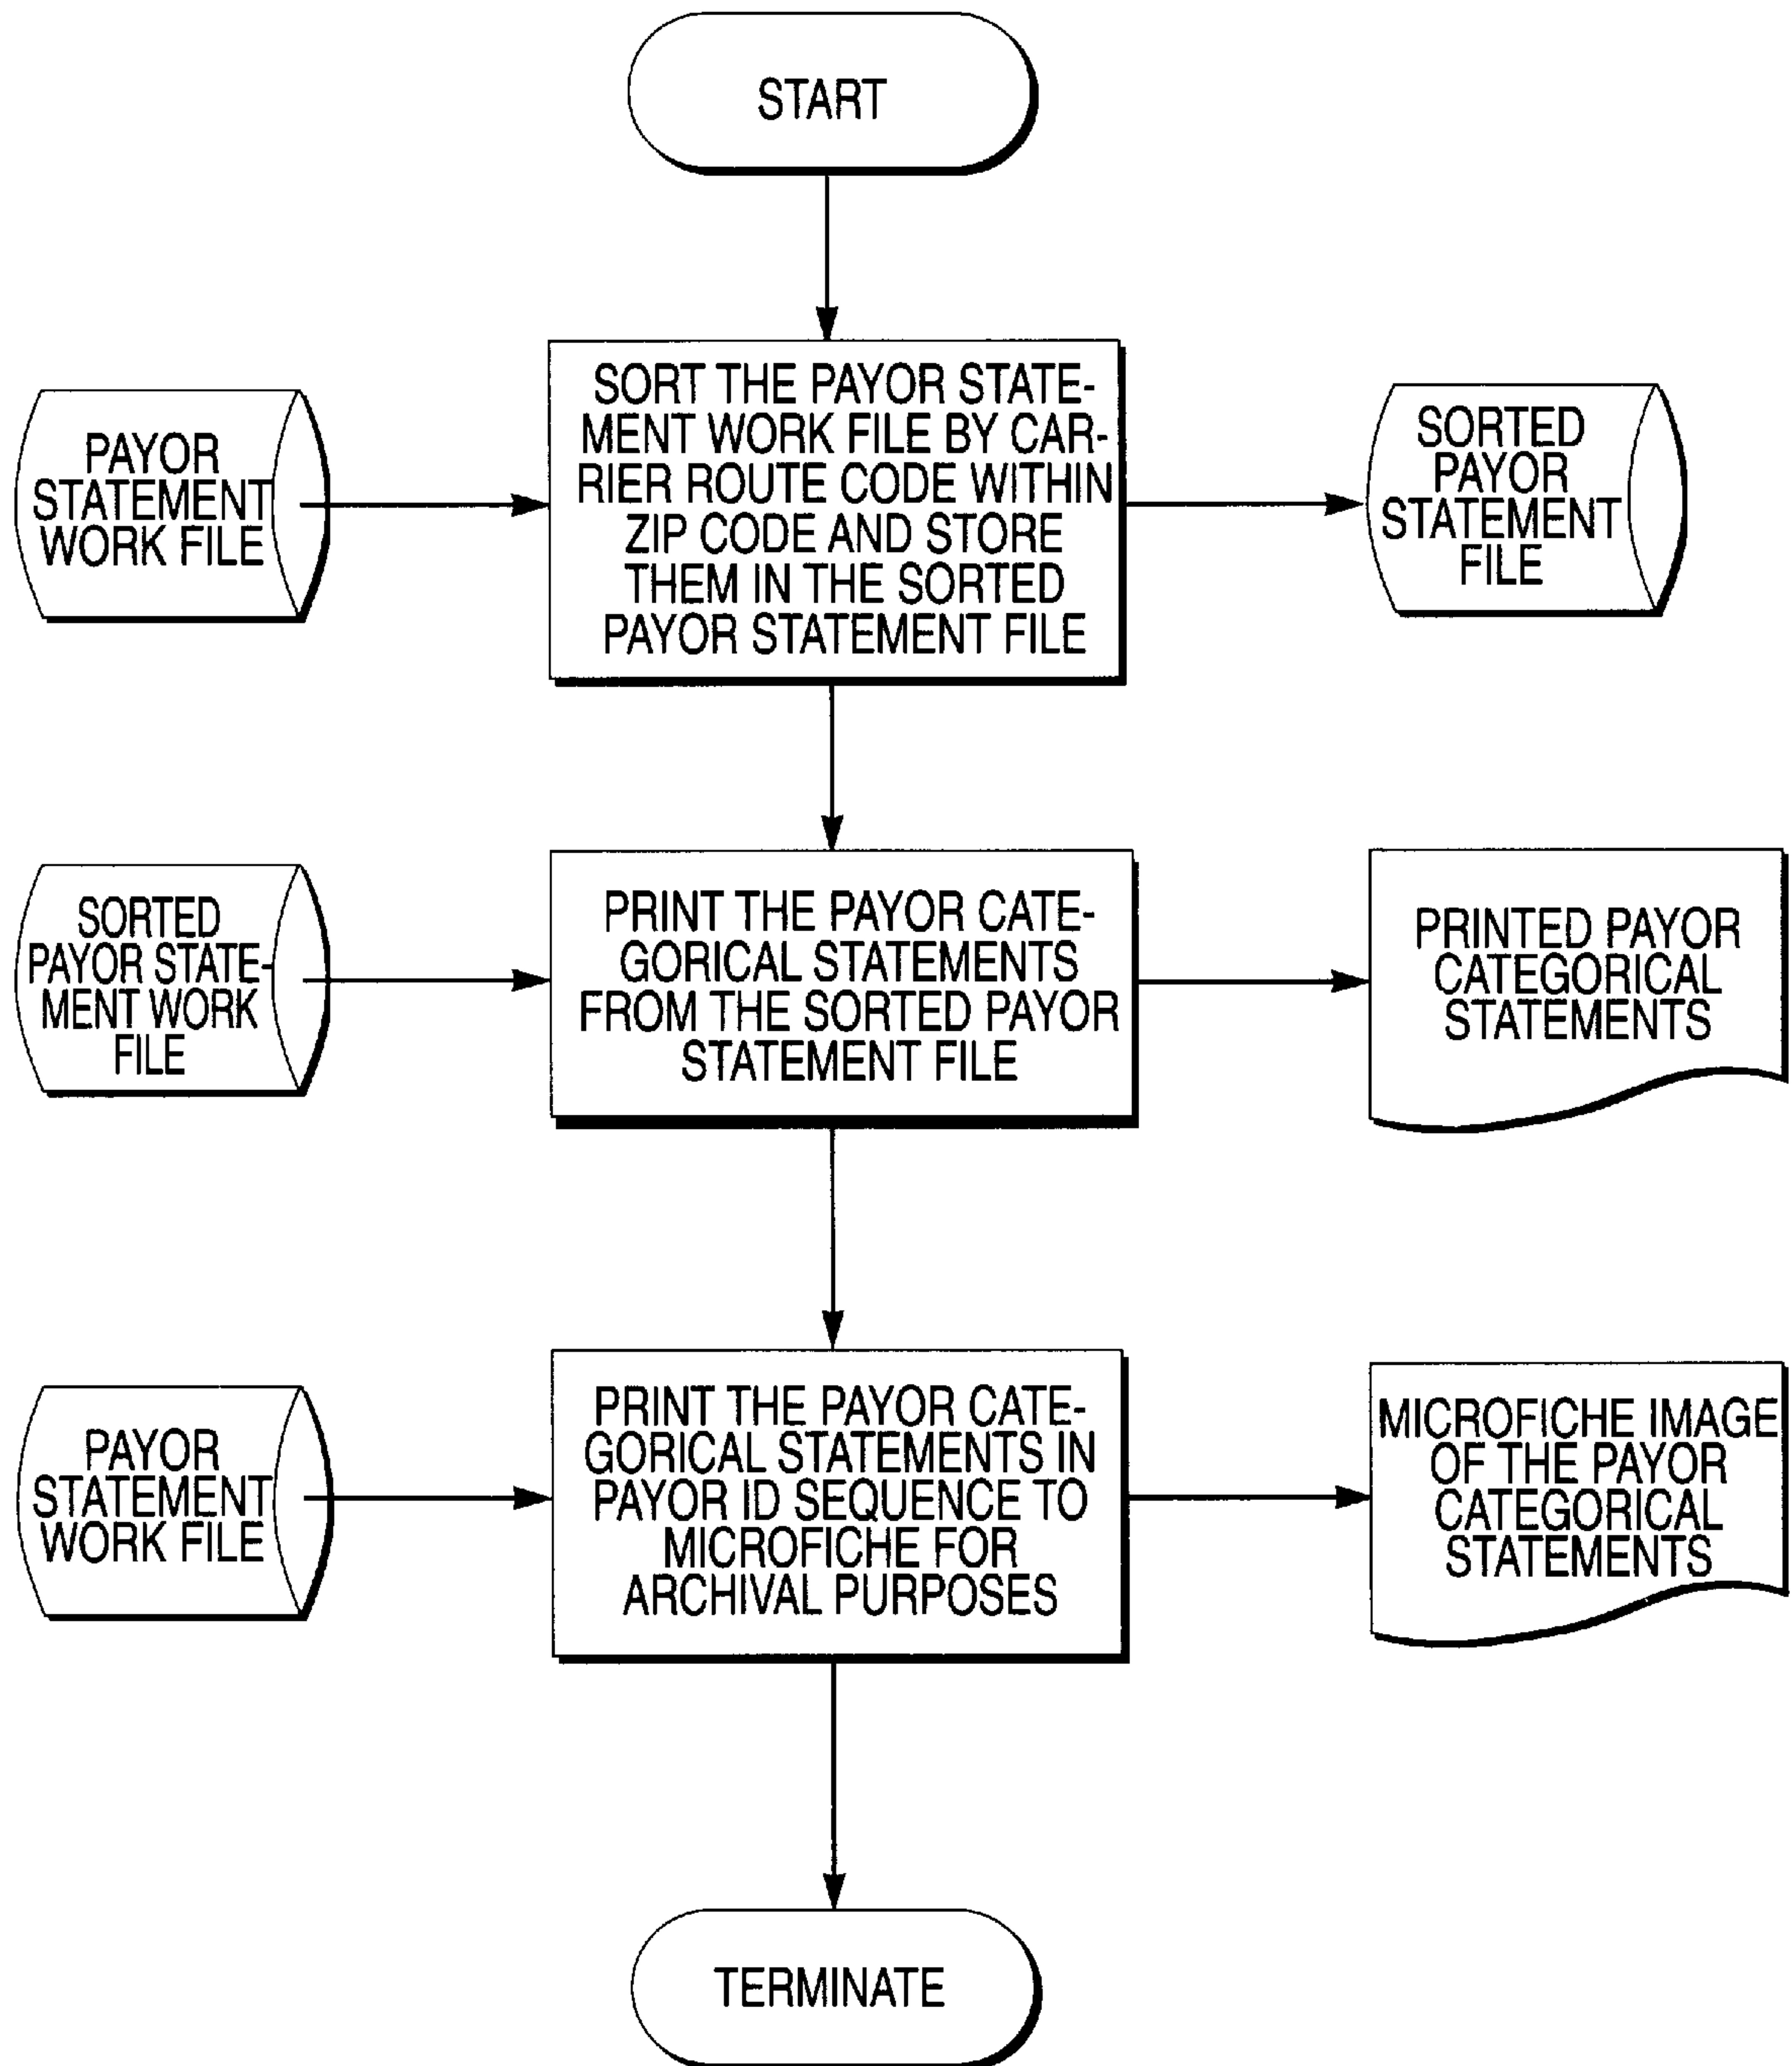 START
PAYOR
STATEMENT
WORK FILE
SORT THE PAYOR STATE-
MENT WORK FILE BY CAR-
RIER ROUTE CODE WITHIN
ZIP CODE AND STORE
THEM IN THE SORTED
PAYOR STATEMENT FILE
SORTED
PAYOR
STATEMENT
FILE
SORTED
PAYOR STATE-
MENT WORK
FILE
PRINT THE PAYOR CATE-
GORICAL STATEMENTS
FROM THE SORTED PAYOR
STATEMENT FILE
PRINTED PAYOR
CATEGORICAL
STATEMENTS
PAYOR
STATEMENT
WORK FILE
PRINT THE PAYOR CATE-
GORICAL STATEMENTS IN
PAYOR ID SEQUENCE TO
MICROFICHE FOR
ARCHIVAL PURPOSES
MICROFICHE IMAGE
OF THE PAYOR
CATEGORICAL
STATEMENTS
TERMINATE